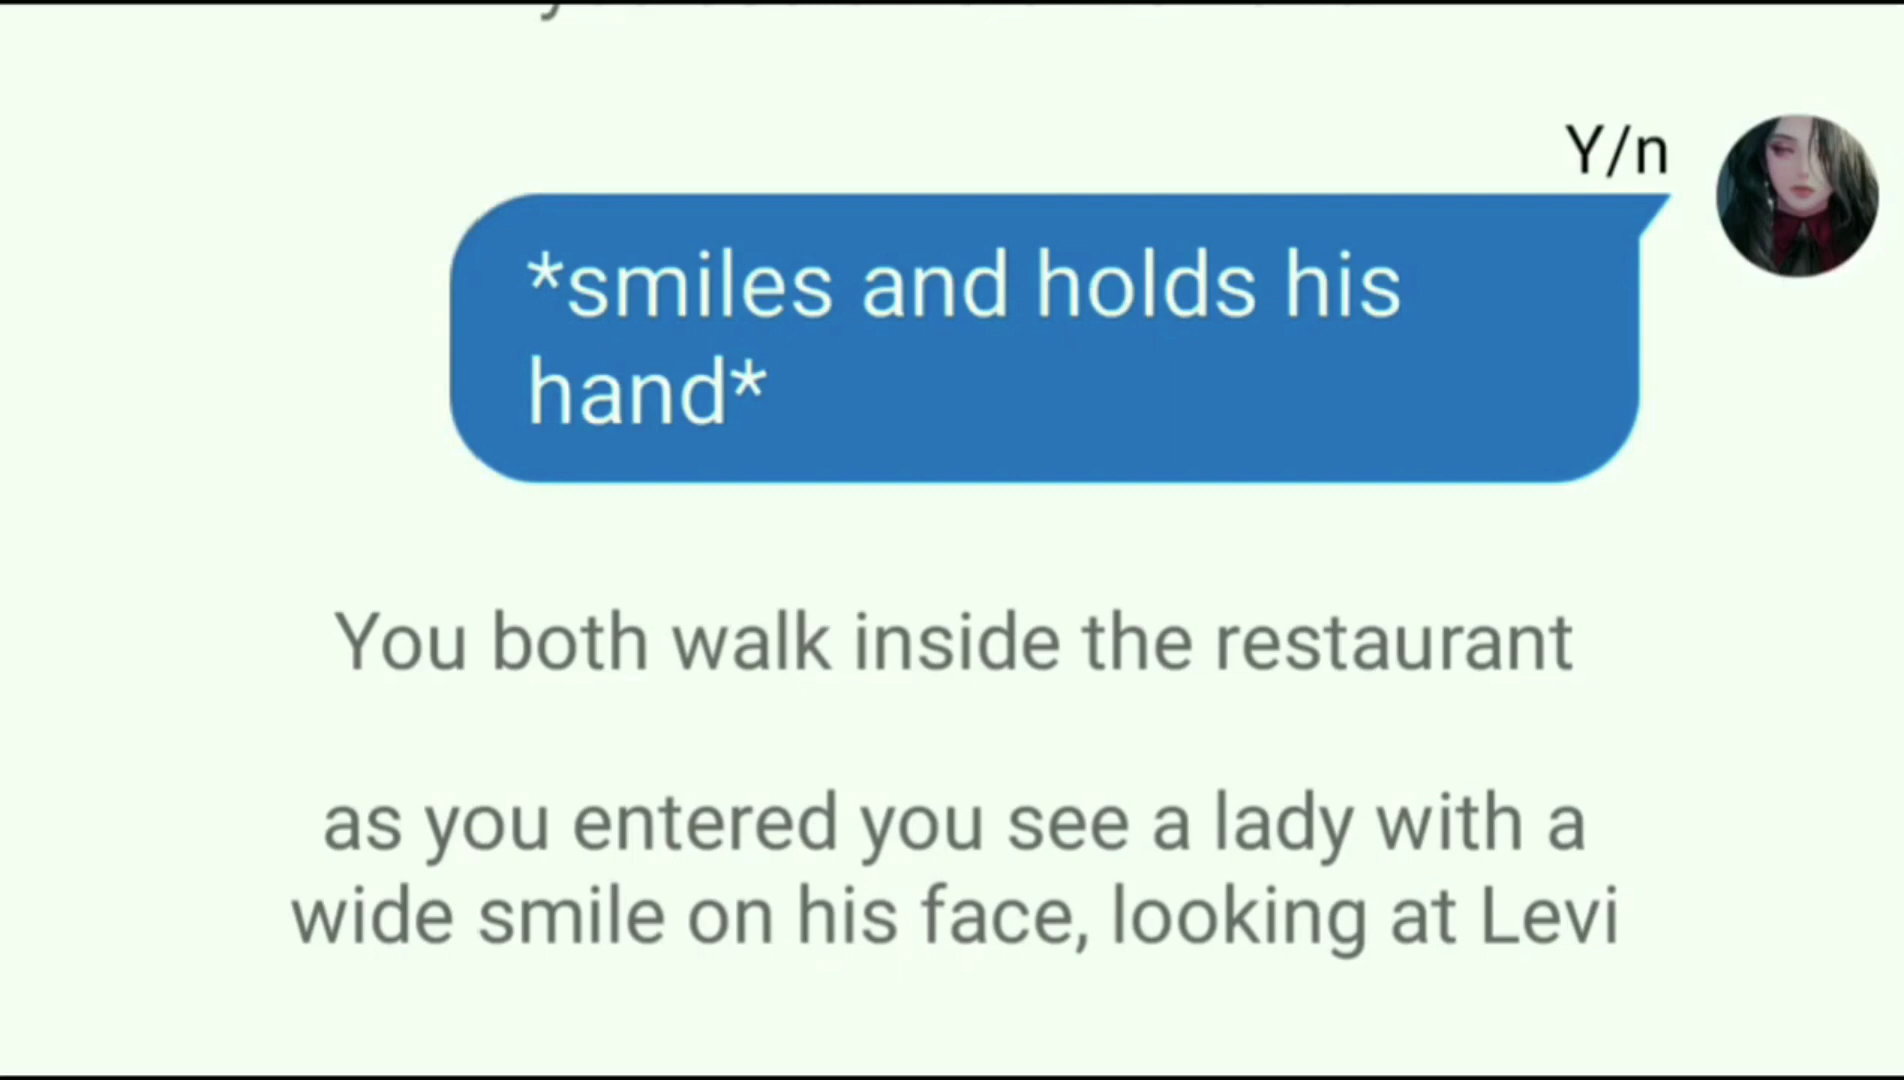 Y/n
*smiles and holds his
hand*
You both walk inside the restaurant
as you entered you see a lady with a
wide smile on his face, looking at Levi